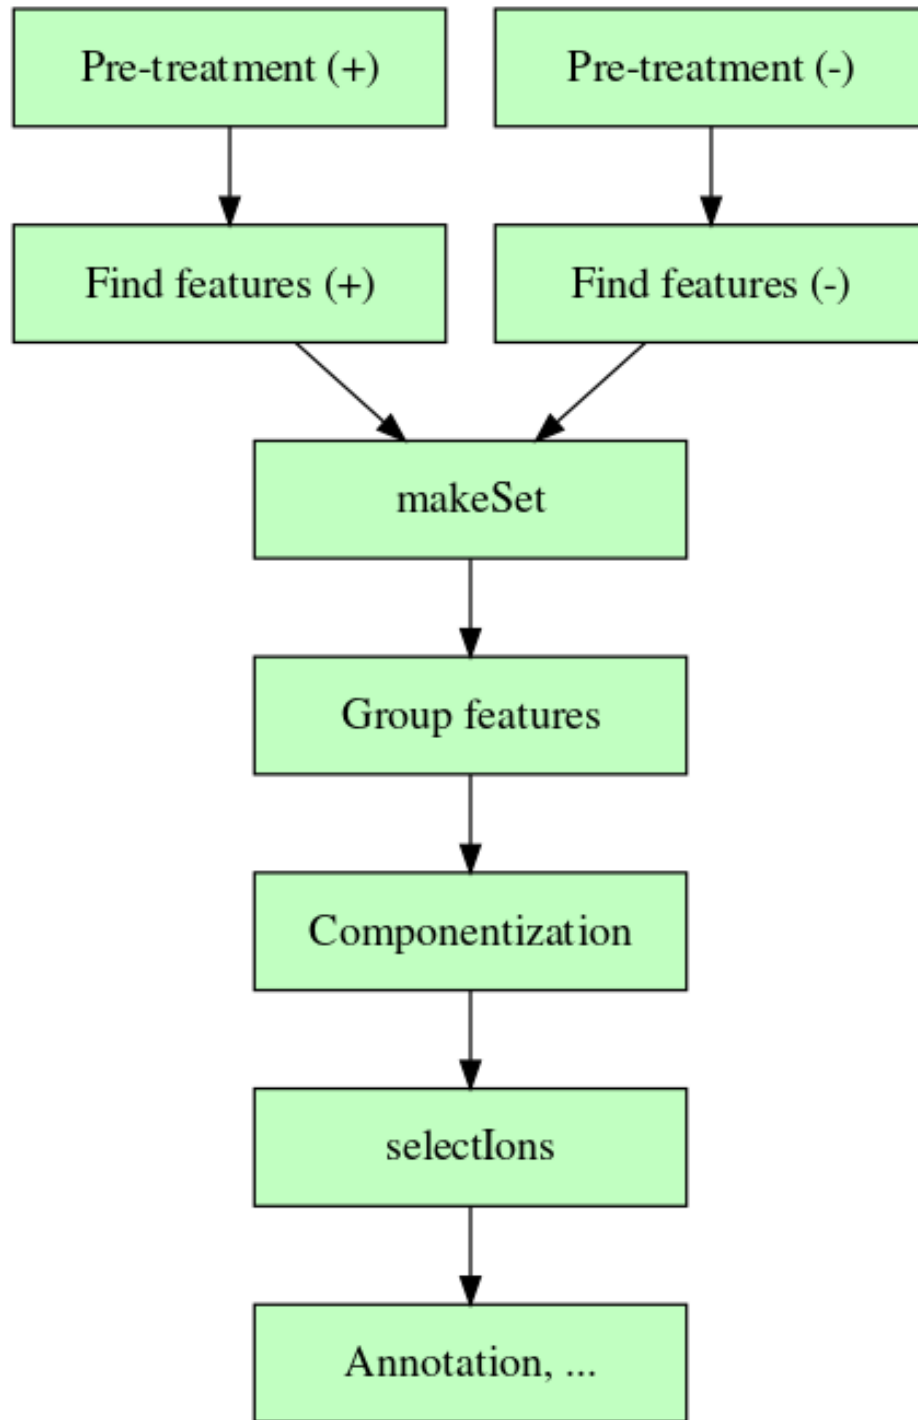 Pre-treatment (+)
Pre-treatment (-)
Find features (+)
Find features (-)
makeSet
Group features
Componentization
selectIons
Annotation, ...